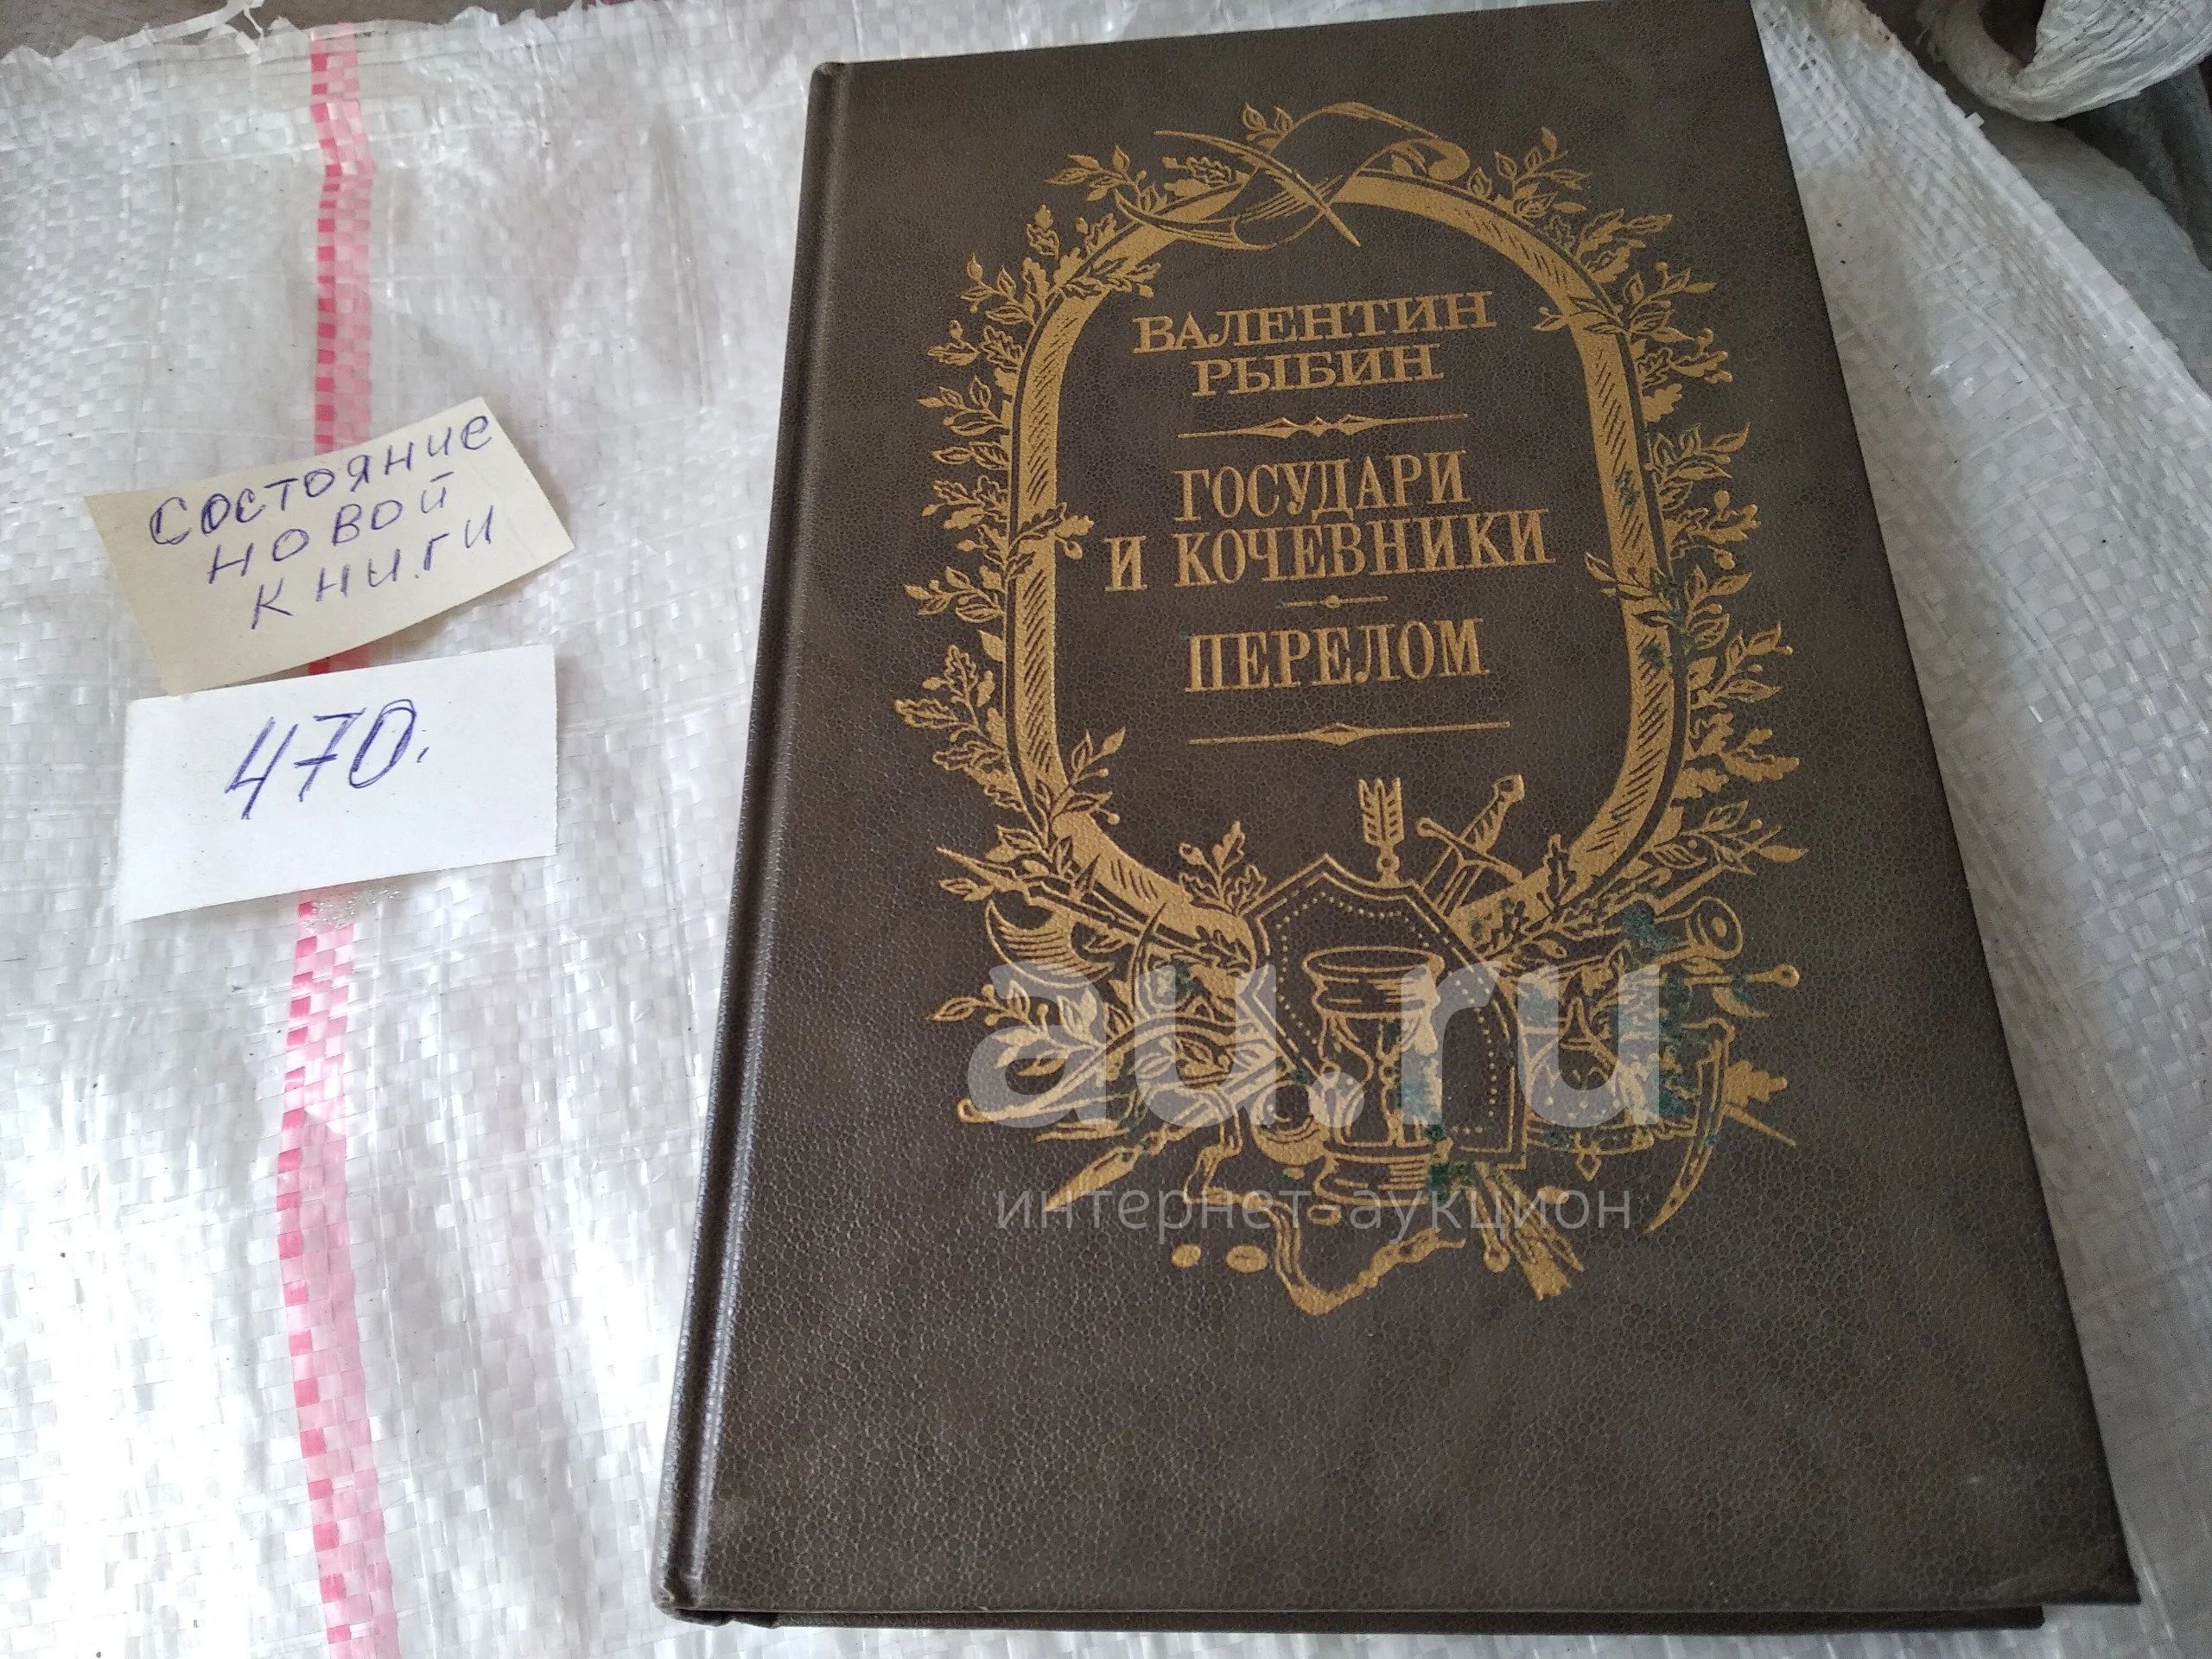 состояние
новой
книги
470.
ВАЛЕНТИН
РЫБИН
ГОСУДАРИ
И КОЧЕВНИКИ
ПЕРЕЛОМ
au.ru
интернет-аукцион